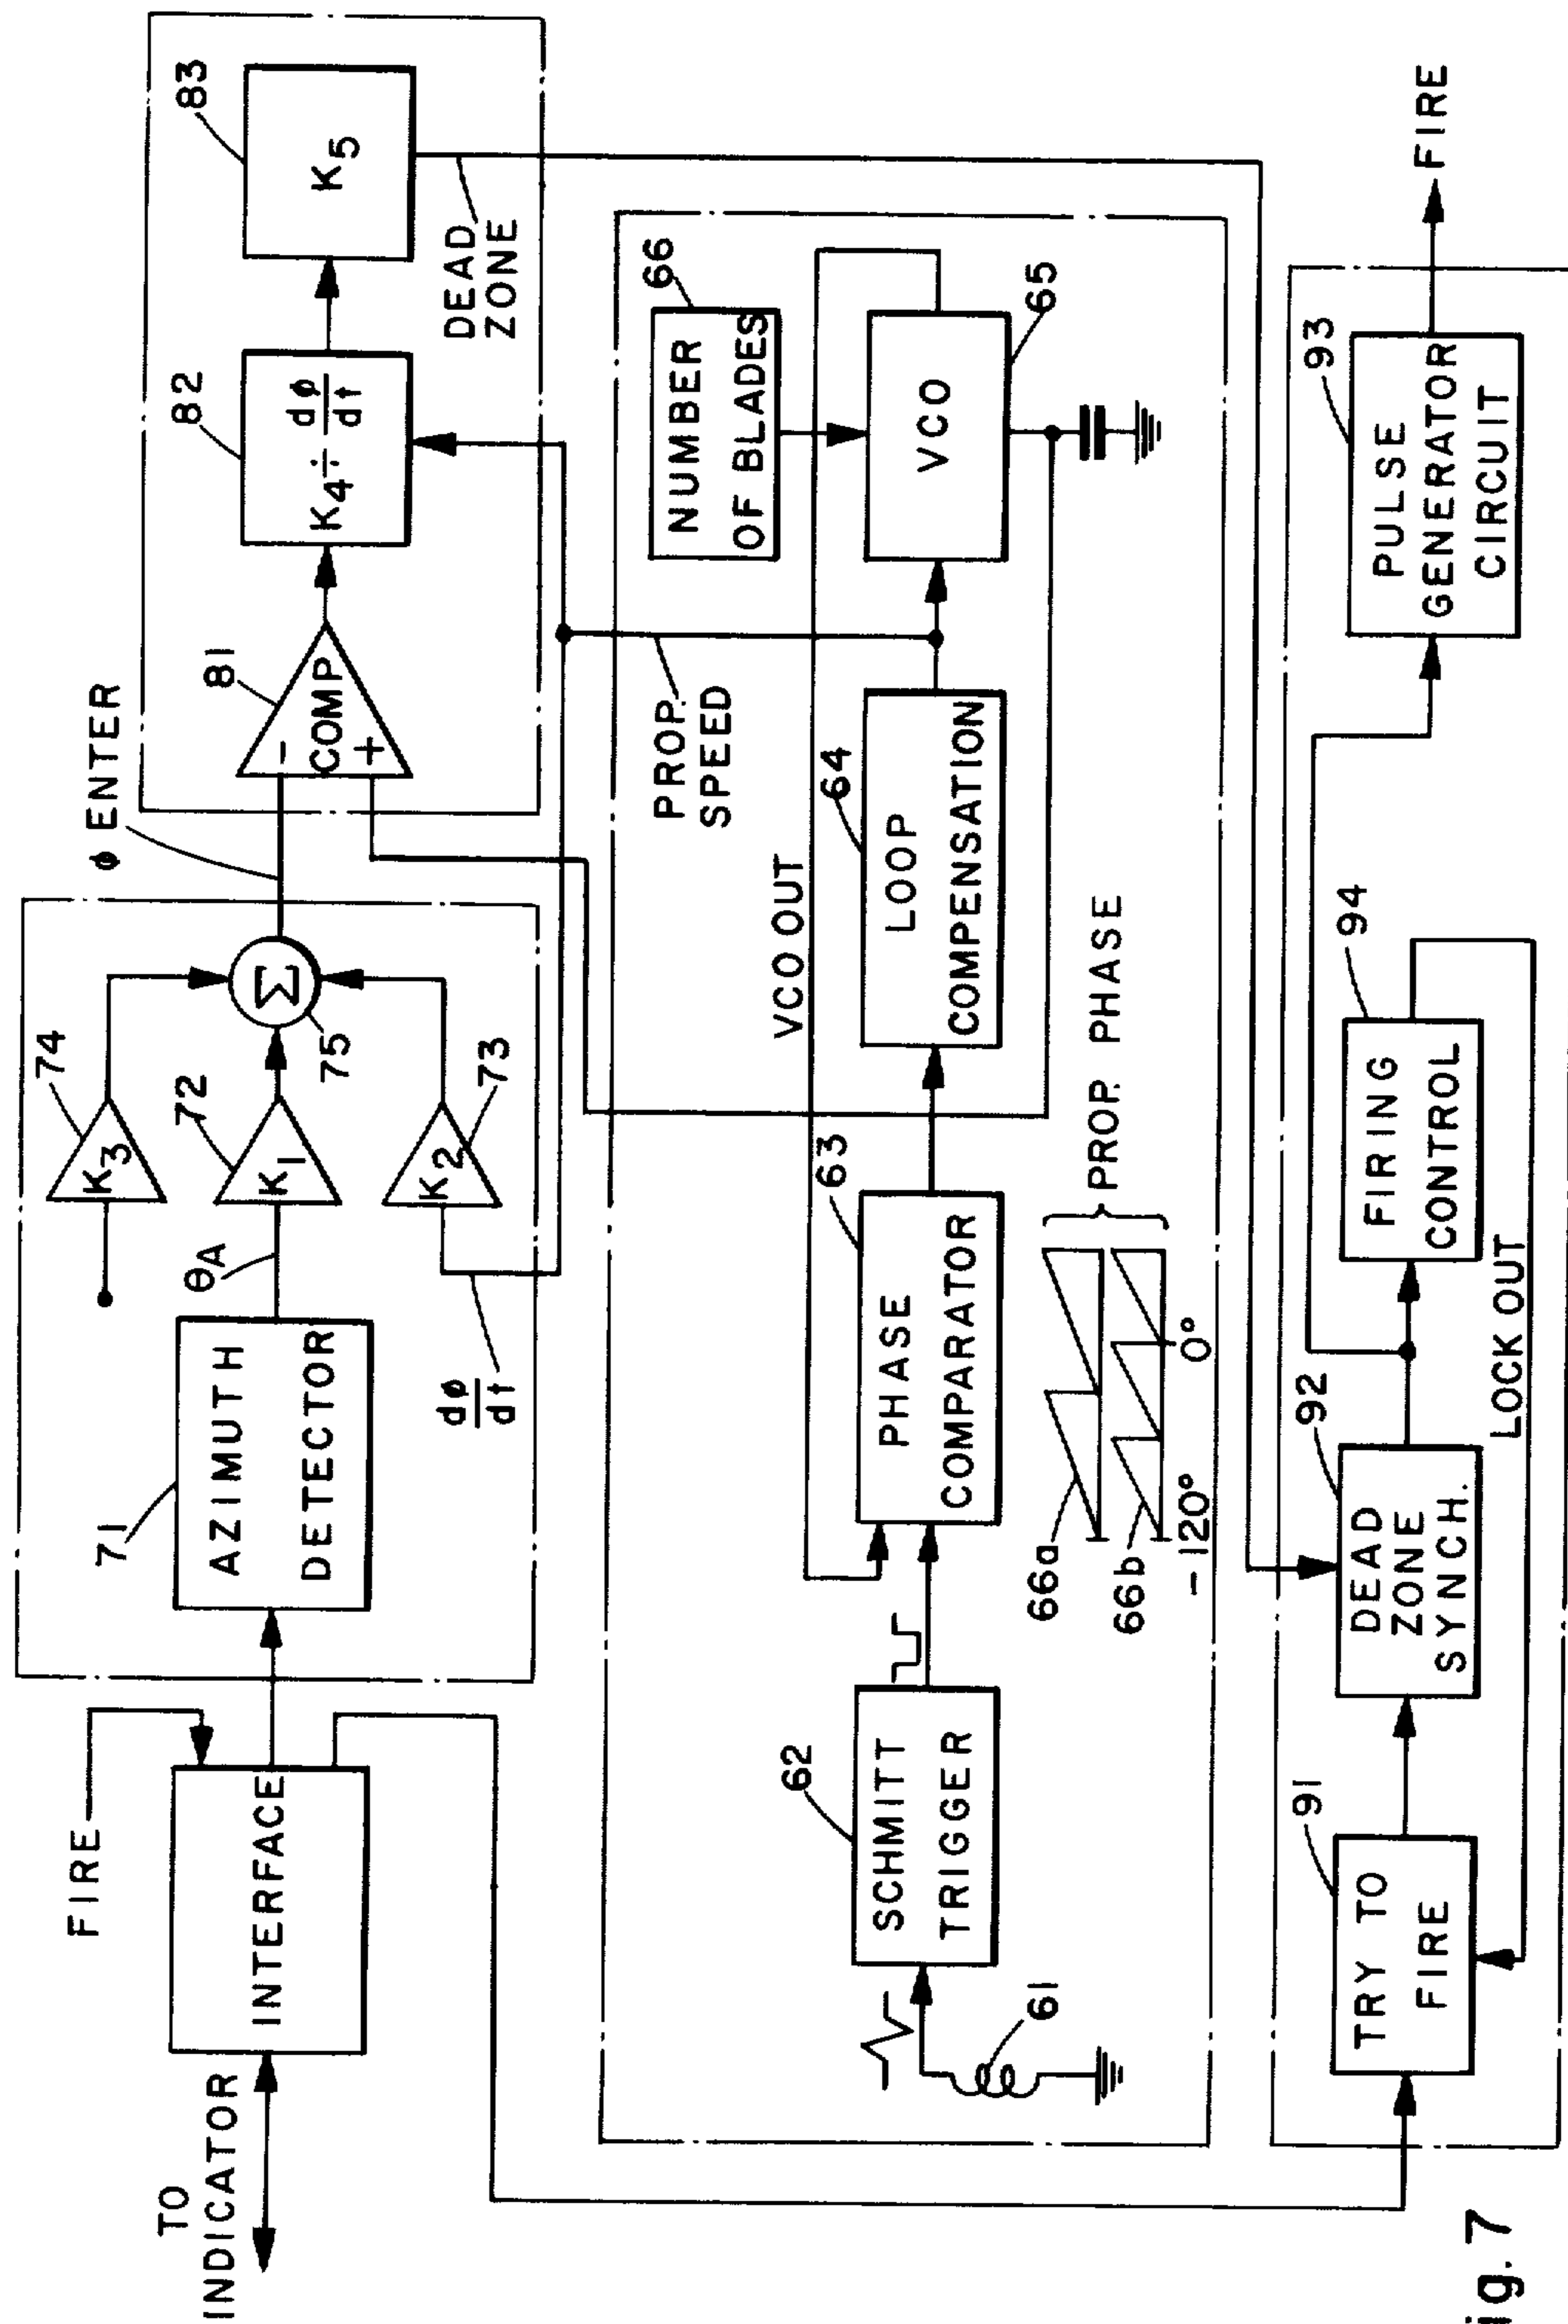 FIRE
TO
INDICATOR
INTERFACE
71
AZIMUTH
DETECTOR
θA
dφ
dt
74
K3
72
K1
K2
73
Σ
75
φ ENTER
81
-
COMP
+
82
K4 ÷ dφ
dt
83
K5
DEAD
ZONE
61
62
SCHMITT
TRIGGER
63
PHASE
COMPARATOR
66a
66b
-120°
0°
PROP. PHASE
VCO OUT
64
LOOP
COMPENSATION
PROP.
SPEED
66
NUMBER
OF BLADES
VCO
65
91
TRY TO
FIRE
92
DEAD
ZONE
SYNCH.
LOCK OUT
94
FIRING
CONTROL
93
PULSE
GENERATOR
CIRCUIT
FIRE
ig. 7